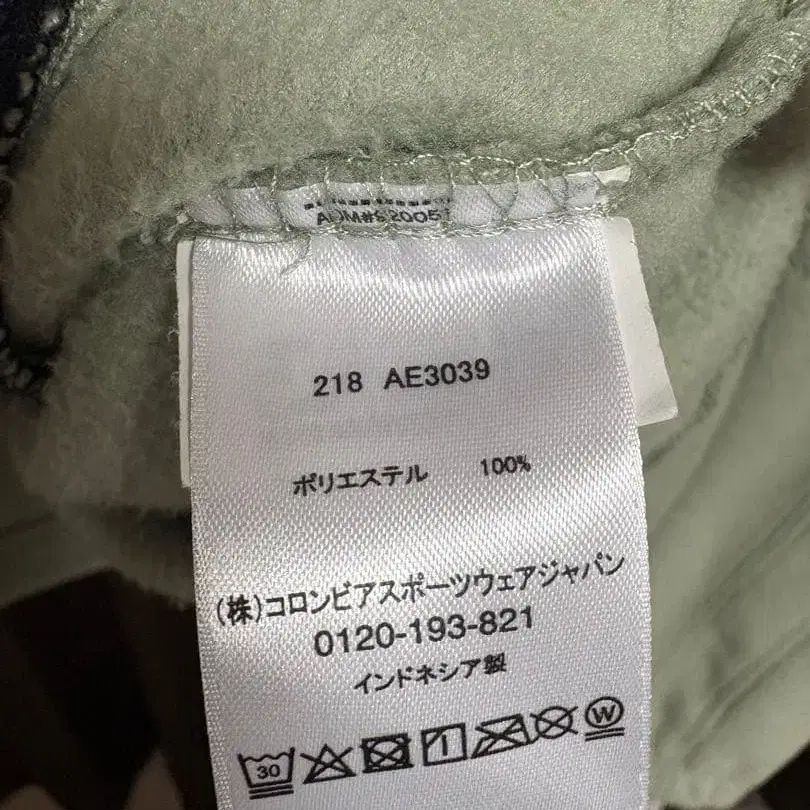 218 AE3039
ポリエステル 100%
(株)コロンビアスポーツウェアジャパン
0120-193-821
インドネシア製
30
W